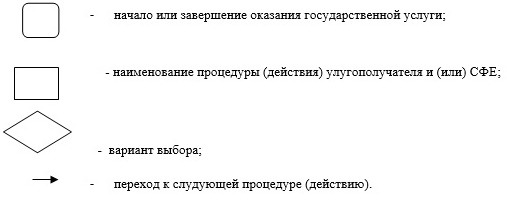 - начало или завершение оказания государственной услуги;
- наименование процедуры (действия) улугополучателя и (или) СФЕ;
- вариант выбора;
- переход к слудующей процедуре (действию).